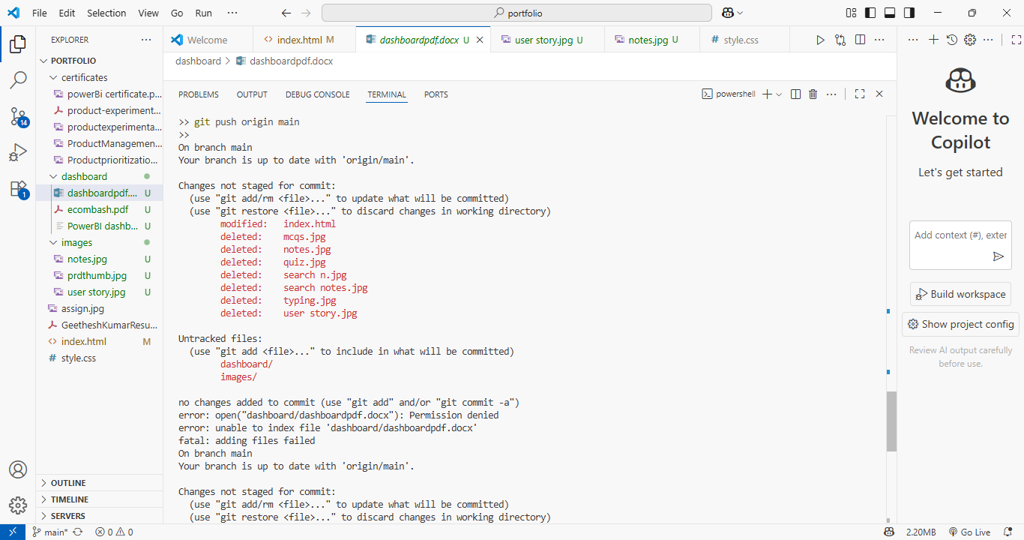 File Edit Selection View Go Run ... portfolio
EXPLORER ...
PORTFOLIO
certificates
powerBi certificate.p...
product-experiment...
productexperimenta...
ProductManagemen...
Productprioritizatio...
dashboard
dashboardpdf.... U
ecombash.pdf U
PowerBI dashb... U
images
notes.jpg U
prdthumb.jpg U
user story.jpg U
assign.jpg
GeetheshKumarResu...
index.html M
style.css
OUTLINE
TIMELINE
SERVERS
14
1
Welcome index.html M dashboardpdf.docx U user story.jpg U notes.jpg U style.css
dashboard > dashboardpdf.docx
PROBLEMS OUTPUT DEBUG CONSOLE TERMINAL PORTS powershell
>> git push origin main
>>
On branch main
Your branch is up to date with 'origin/main'.
Changes not staged for commit:
(use "git add/rm <file>..." to update what will be committed)
(use "git restore <file>..." to discard changes in working directory)
modified: index.html
deleted: mcqs.jpg
deleted: notes.jpg
deleted: quiz.jpg
deleted: search n.jpg
deleted: search notes.jpg
deleted: typing.jpg
deleted: user story.jpg
Untracked files:
(use "git add <file>..." to include in what will be committed)
dashboard/
images/
no changes added to commit (use "git add" and/or "git commit -a")
error: open("dashboard/dashboardpdf.docx"): Permission denied
error: unable to index file 'dashboard/dashboardpdf.docx'
fatal: adding files failed
On branch main
Your branch is up to date with 'origin/main'.
Changes not staged for commit:
(use "git add/rm <file>..." to update what will be committed)
(use "git restore <file>..." to discard changes in working directory)
Welcome to
Copilot
Let's get started
Add context (#), exter
Build workspace
Show project config
Review AI output carefully
before use.
main* 0 0 2.20MB Go Live